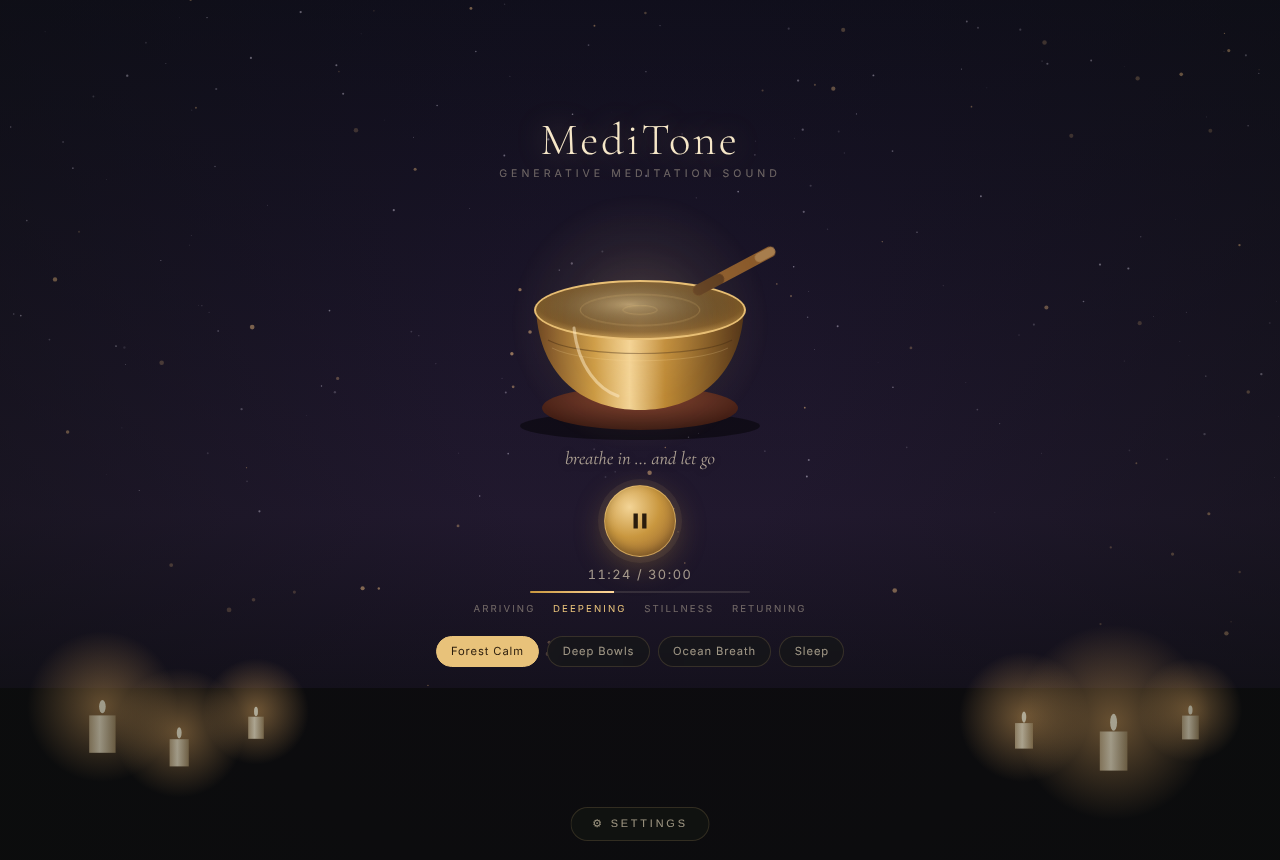 MediTone
GENERATIVE MEDITATION SOUND
breathe in ... and let go
11:24 / 30:00
ARRIVING DEEPENING STILLNESS RETURNING
Forest Calm Deep Bowls Ocean Breath Sleep
⚙ SETTINGS